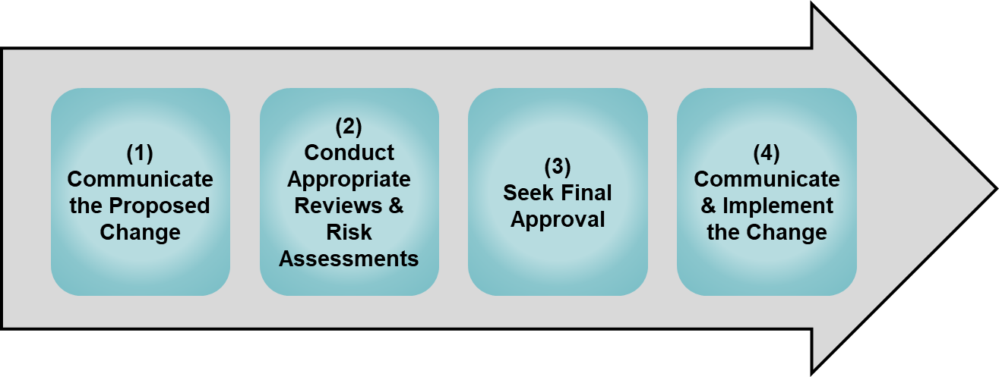 (1)
Communicate
the Proposed
Change
(2)
Conduct
Appropriate
Reviews &
Risk
Assessments
(3)
Seek Final
Approval
(4)
Communicate
& Implement
the Change